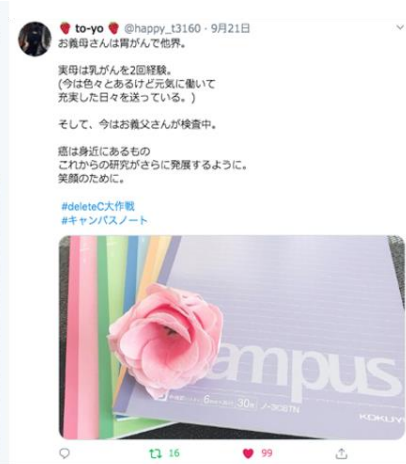 🍓 to-yo 🍓 @happy_t3160・9月21日
お義母さんは胃がんで他界。
実母は乳がんを2回経験。
(今は色々とあるけど元気に働いて
充実した日々を送っている。)
そして、今はお義父さんが検査中。
癌は身近にあるもの
これからの研究がさらに発展するように。
笑顔のために。
#deleteC大作戦
#キャンパスノート
ampus
30
KOKUYO
16 99